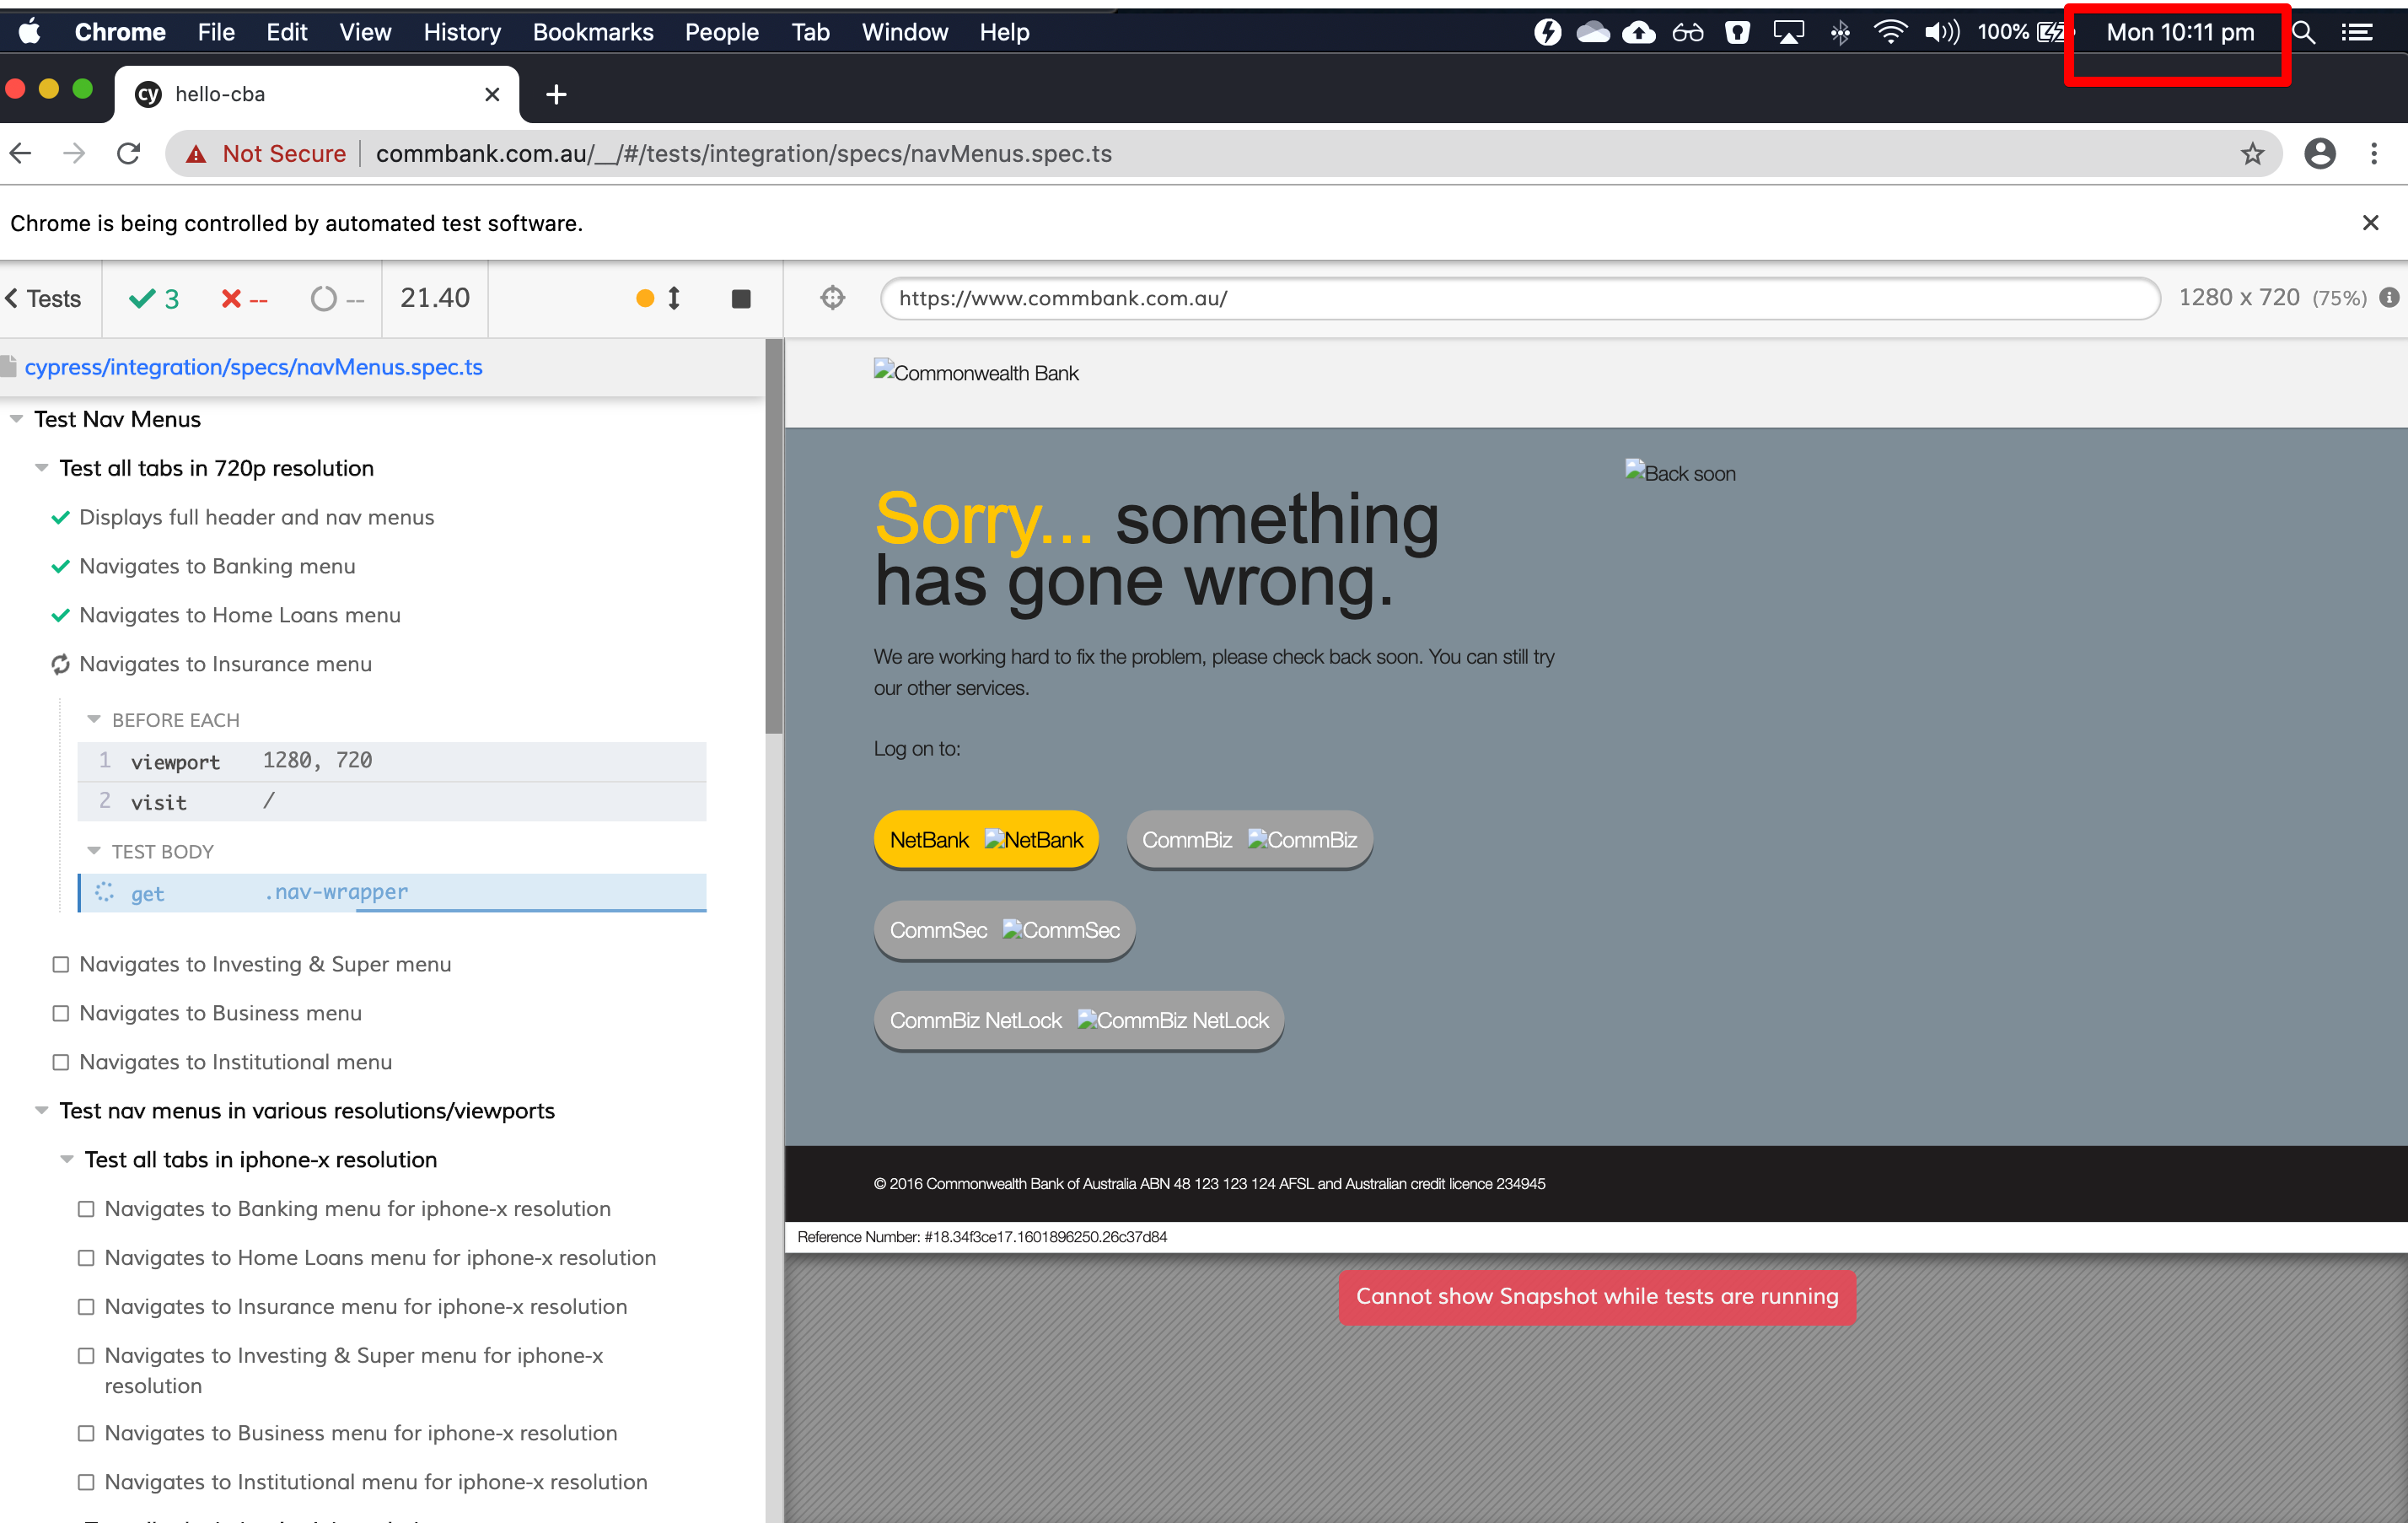 Chrome File Edit View History Bookmarks People Tab Window Help 100% Mon 10:11 pm
cy hello-cba
Not Secure commbank.com.au/__/#/tests/integration/specs/navMenus.spec.ts
Chrome is being controlled by automated test software.
Tests 3 -- -- 21.40 https://www.commbank.com.au/ 1280 x 720 (75%)
cypress/integration/specs/navMenus.spec.ts
Test Nav Menus
Test all tabs in 720p resolution
Displays full header and nav menus
Navigates to Banking menu
Navigates to Home Loans menu
Navigates to Insurance menu
BEFORE EACH
1 viewport 1280, 720
2 visit /
TEST BODY
get .nav-wrapper
Navigates to Investing & Super menu
Navigates to Business menu
Navigates to Institutional menu
Test nav menus in various resolutions/viewports
Test all tabs in iphone-x resolution
Navigates to Banking menu for iphone-x resolution
Navigates to Home Loans menu for iphone-x resolution
Navigates to Insurance menu for iphone-x resolution
Navigates to Investing & Super menu for iphone-x
resolution
Navigates to Business menu for iphone-x resolution
Navigates to Institutional menu for iphone-x resolution
Commonwealth Bank
Back soon
Sorry... something
has gone wrong.
We are working hard to fix the problem, please check back soon. You can still try
our other services.
Log on to:
NetBank NetBank CommBiz CommBiz
CommSec CommSec
CommBiz NetLock CommBiz NetLock
© 2016 Commonwealth Bank of Australia ABN 48 123 123 124 AFSL and Australian credit licence 234945
Reference Number: #18.34f3ce17.1601896250.26c37d84
Cannot show Snapshot while tests are running